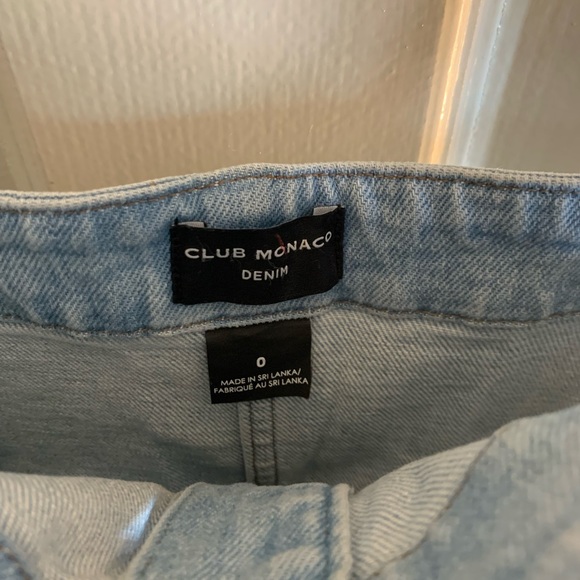 CLUB MONACO
DENIM
0
MADE IN SRI LANKA/
FABRIQUÉ AU SRI LANKA